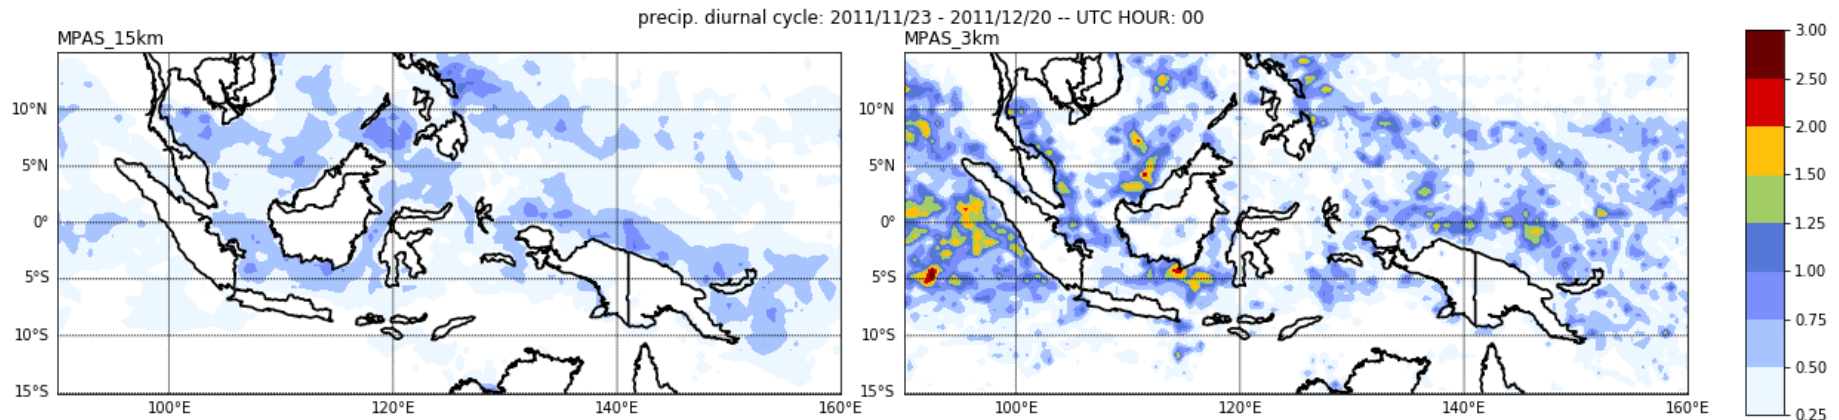 precip. diurnal cycle: 2011/11/23 - 2011/12/20 -- UTC HOUR: 00
MPAS_15km
MPAS_3km
10°N
5°N
0°
5°S
10°S
15°S
100°E
120°E
140°E
160°E
10°N
5°N
0°
5°S
10°S
15°S
100°E
120°E
140°E
160°E
3.00
2.50
2.00
1.50
1.25
1.00
0.75
0.50
0.25